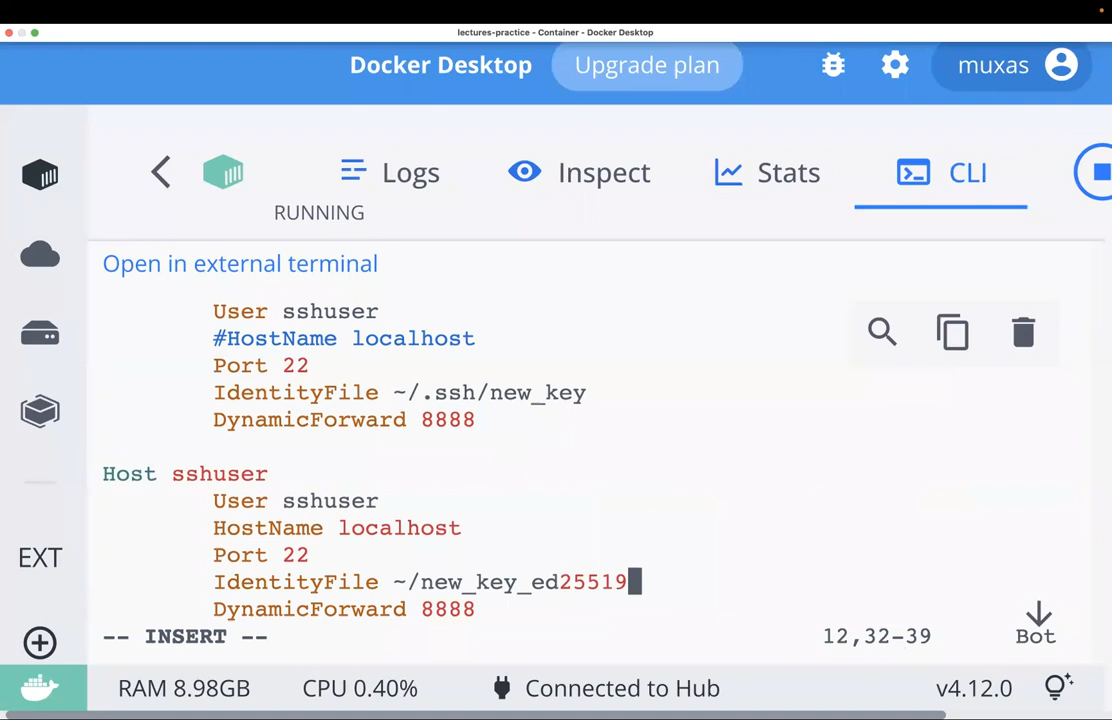 lectures-practice - Container - Docker Desktop
Docker Desktop Upgrade plan muxas
Logs Inspect Stats CLI
RUNNING
Open in external terminal
User sshuser
#HostName localhost
Port 22
IdentityFile ~/.ssh/new_key
DynamicForward 8888
Host sshuser
User sshuser
HostName localhost
Port 22
IdentityFile ~/new_key_ed25519
DynamicForward 8888
-- INSERT -- 12,32-39 Bot
EXT
RAM 8.98GB CPU 0.40% Connected to Hub v4.12.0